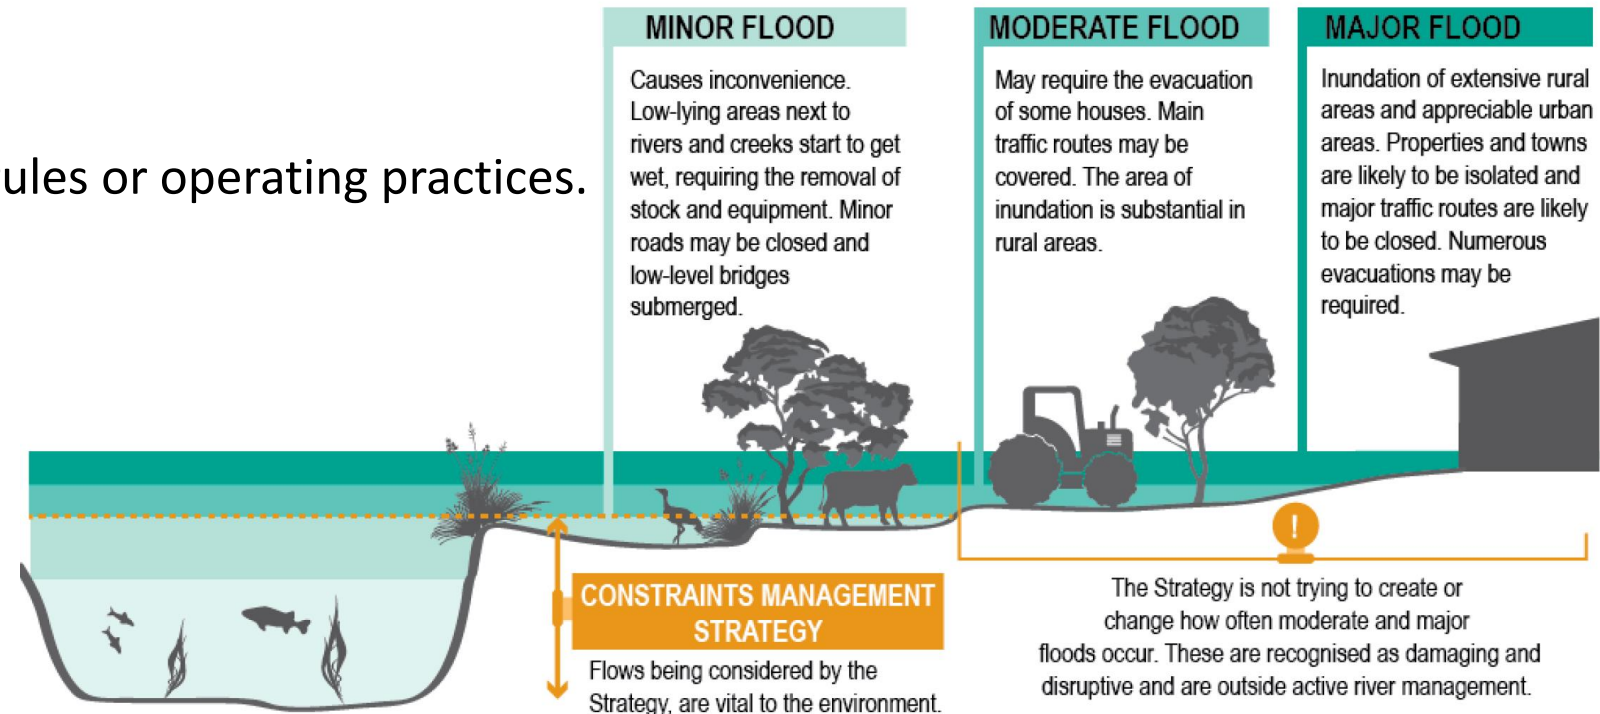 ules or operating practices.
MINOR FLOOD
Causes inconvenience.
Low-lying areas next to
rivers and creeks start to get
wet, requiring the removal of
stock and equipment. Minor
roads may be closed and
low-level bridges
submerged.
MODERATE FLOOD
May require the evacuation
of some houses. Main
traffic routes may be
covered. The area of
inundation is substantial in
rural areas.
MAJOR FLOOD
Inundation of extensive rural
areas and appreciable urban
areas. Properties and towns
are likely to be isolated and
major traffic routes are likely
to be closed. Numerous
evacuations may be
required.
CONSTRAINTS MANAGEMENT
STRATEGY
Flows being considered by the
Strategy, are vital to the environment.
!
The Strategy is not trying to create or
change how often moderate and major
floods occur. These are recognised as damaging and
disruptive and are outside active river management.